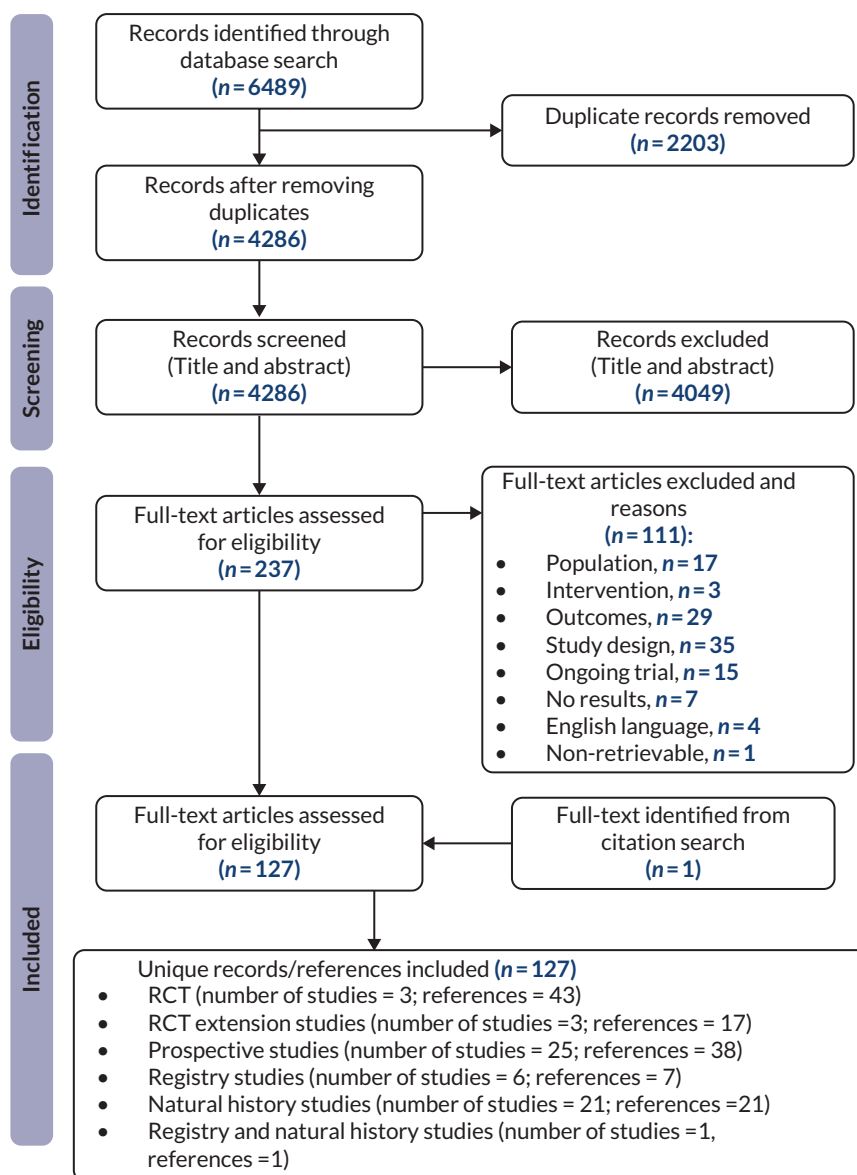 Identification
Records identified through
database search
(n = 6489)
Duplicate records removed
(n = 2203)
Records after removing
duplicates
(n = 4286)
Screening
Records screened
(Title and abstract)
(n = 4286)
Records excluded
(Title and abstract)
(n = 4049)
Eligibility
Full-text articles assessed
for eligibility
(n = 237)
Full-text articles excluded and
reasons
(n = 111):
• Population, n = 17
• Intervention, n = 3
• Outcomes, n = 29
• Study design, n = 35
• Ongoing trial, n = 15
• No results, n = 7
• English language, n = 4
• Non-retrievable, n = 1
Included
Full-text articles assessed
for eligibility
(n = 127)
Full-text identified from
citation search
(n = 1)
Unique records/references included (n = 127)
• RCT (number of studies = 3; references = 43)
• RCT extension studies (number of studies =3; references = 17)
• Prospective studies (number of studies = 25; references = 38)
• Registry studies (number of studies = 6; references = 7)
• Natural history studies (number of studies = 21; references =21)
• Registry and natural history studies (number of studies =1,
references =1)